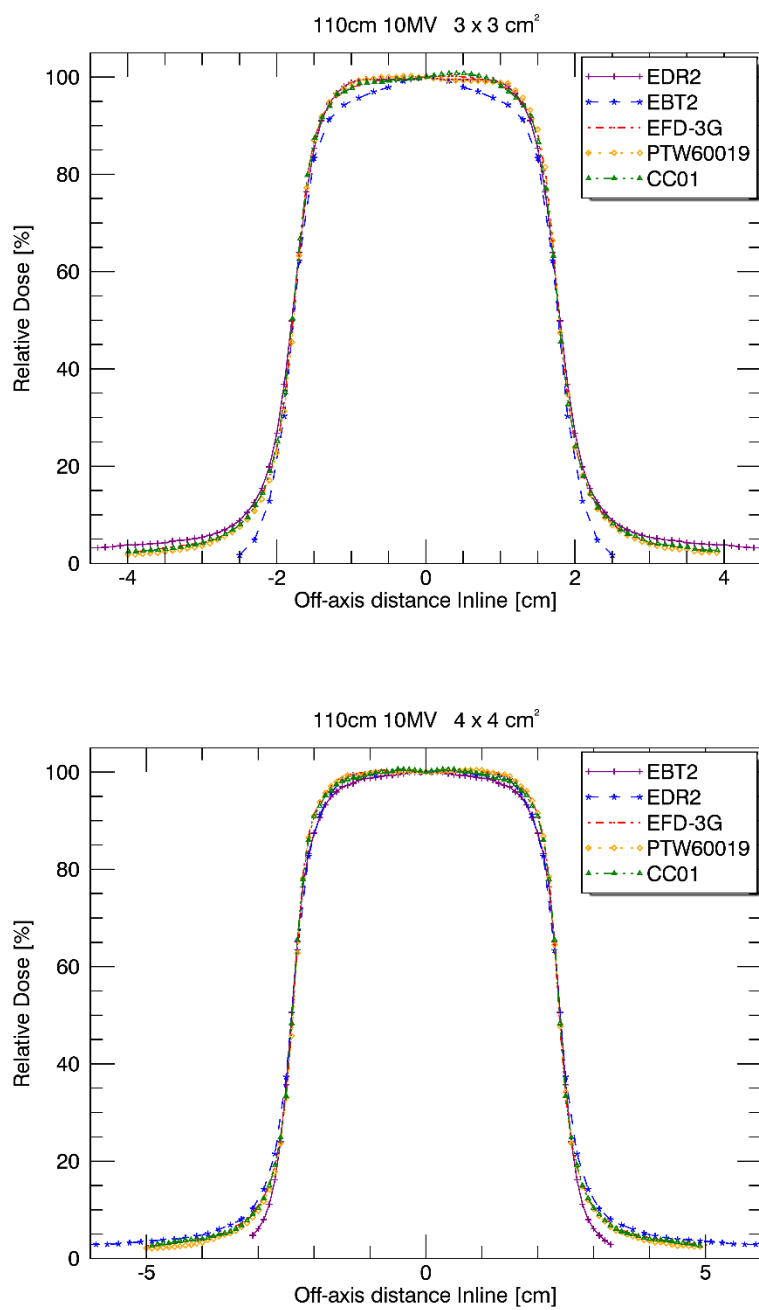 110cm 10MV 3 x 3 cm²
EDR2
EBT2
EFD-3G
PTW60019
CC01
Relative Dose [%]
100
80
60
40
20
0
-4 -2 0 2 4
Off-axis distance Inline [cm]
110cm 10MV 4 x 4 cm²
EBT2
EDR2
EFD-3G
PTW60019
CC01
Relative Dose [%]
100
80
60
40
20
0
-5 0 5
Off-axis distance Inline [cm]